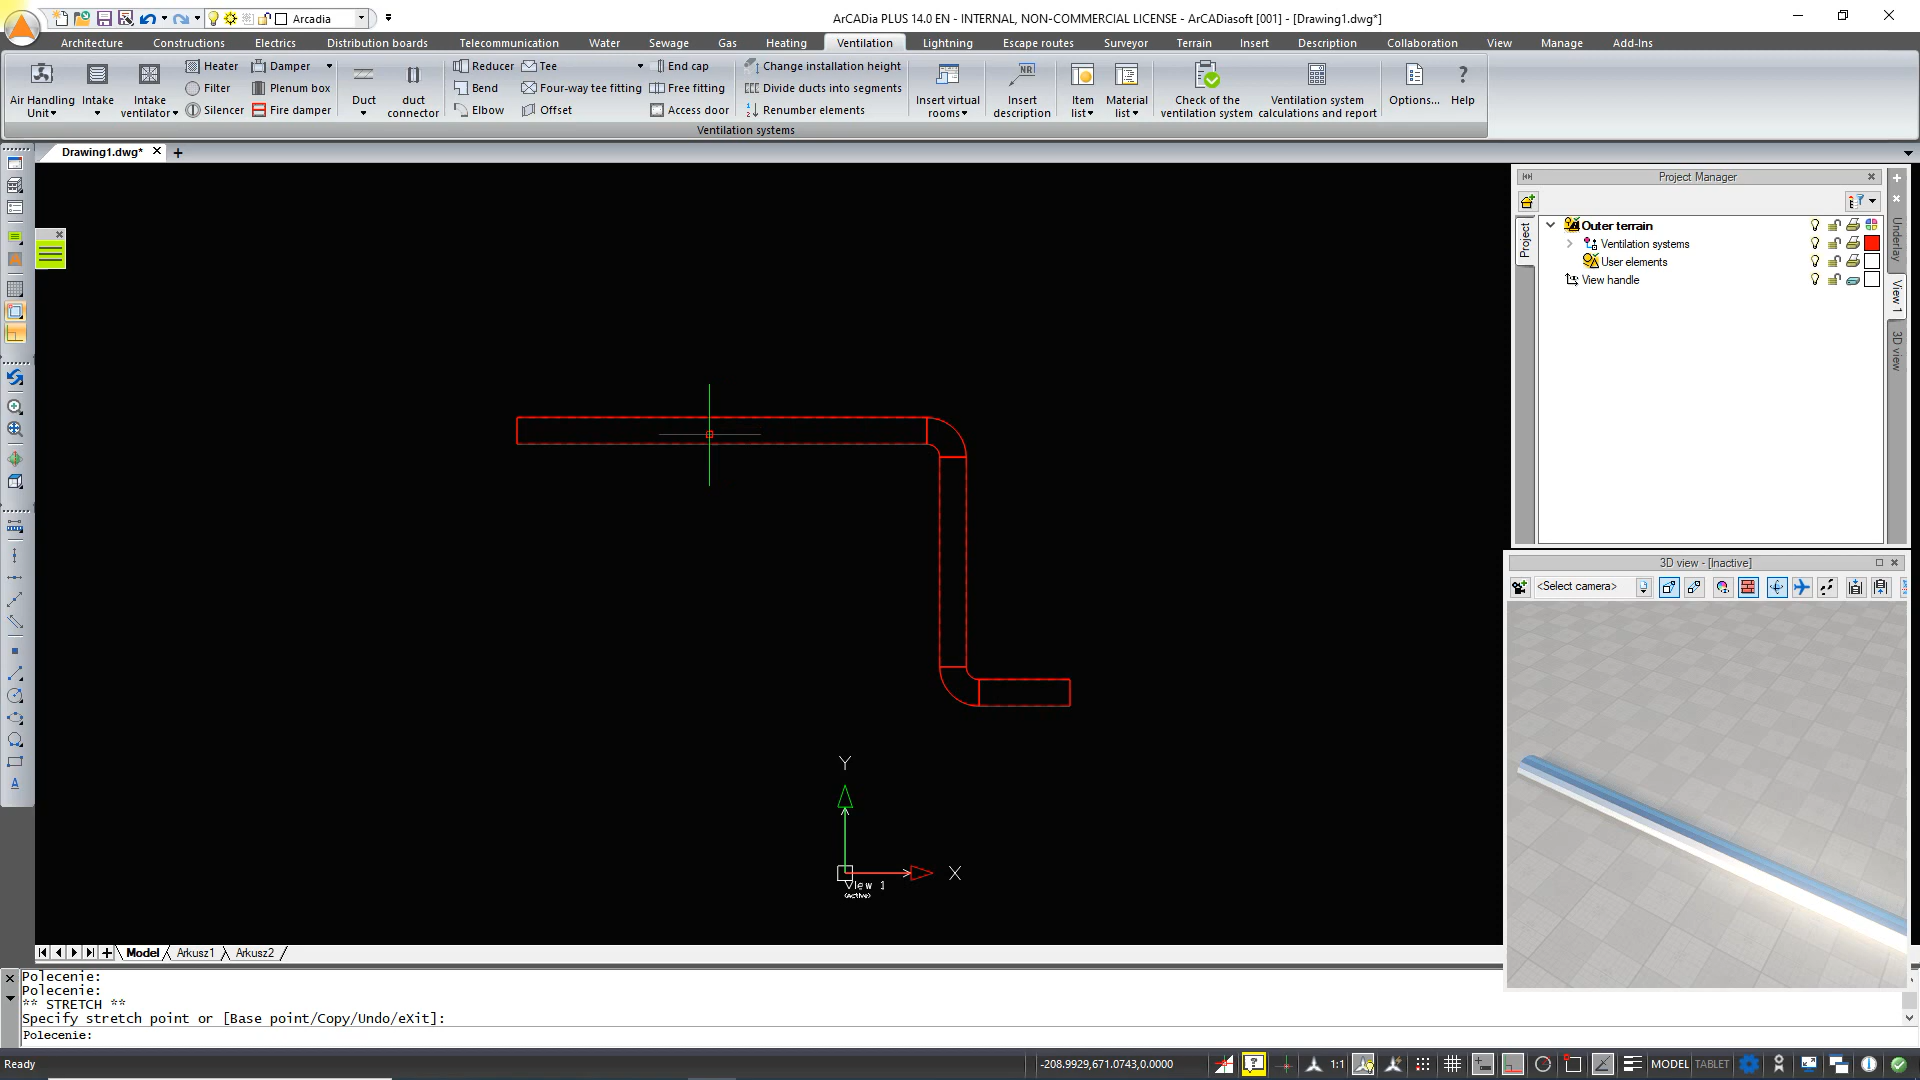 Arcadia
ArCADia PLUS 14.0 EN - INTERNAL, NON-COMMERCIAL LICENSE - ArCADiasoft [001] - [Drawing1.dwg*]
Architecture Constructions Electrics Distribution boards Telecommunication Water Sewage Gas Heating Ventilation Lightning Escape routes Surveyor Terrain Insert Description Collaboration View Manage Add-Ins
Heater Damper Reducer Tee End cap Change installation height
Filter Plenum box Bend Four-way tee fitting Free fitting Divide ducts into segments
Silencer Fire damper Elbow Offset Access door Renumber elements
Air Handling Unit
Intake
Intake ventilator
Duct
duct connector
Insert virtual rooms
NR
Insert description
Item list
Material list
Check of the ventilation system
Ventilation system calculations and report
Options...
Help
Ventilation systems
Drawing1.dwg*
Project Manager
Project
Outer terrain
Ventilation systems
User elements
View handle
Underlay
View 1
3D view
3D view - [Inactive]
<Select camera>
Y
X
View 1
(active)
Model Arkusz1 Arkusz2
Polecenie:
Polecenie:
** STRETCH **
Specify stretch point or [Base point/Copy/Undo/eXit]:
Polecenie:
Ready
-208.9929,671.0743,0.0000
1:1
MODEL
TABLET